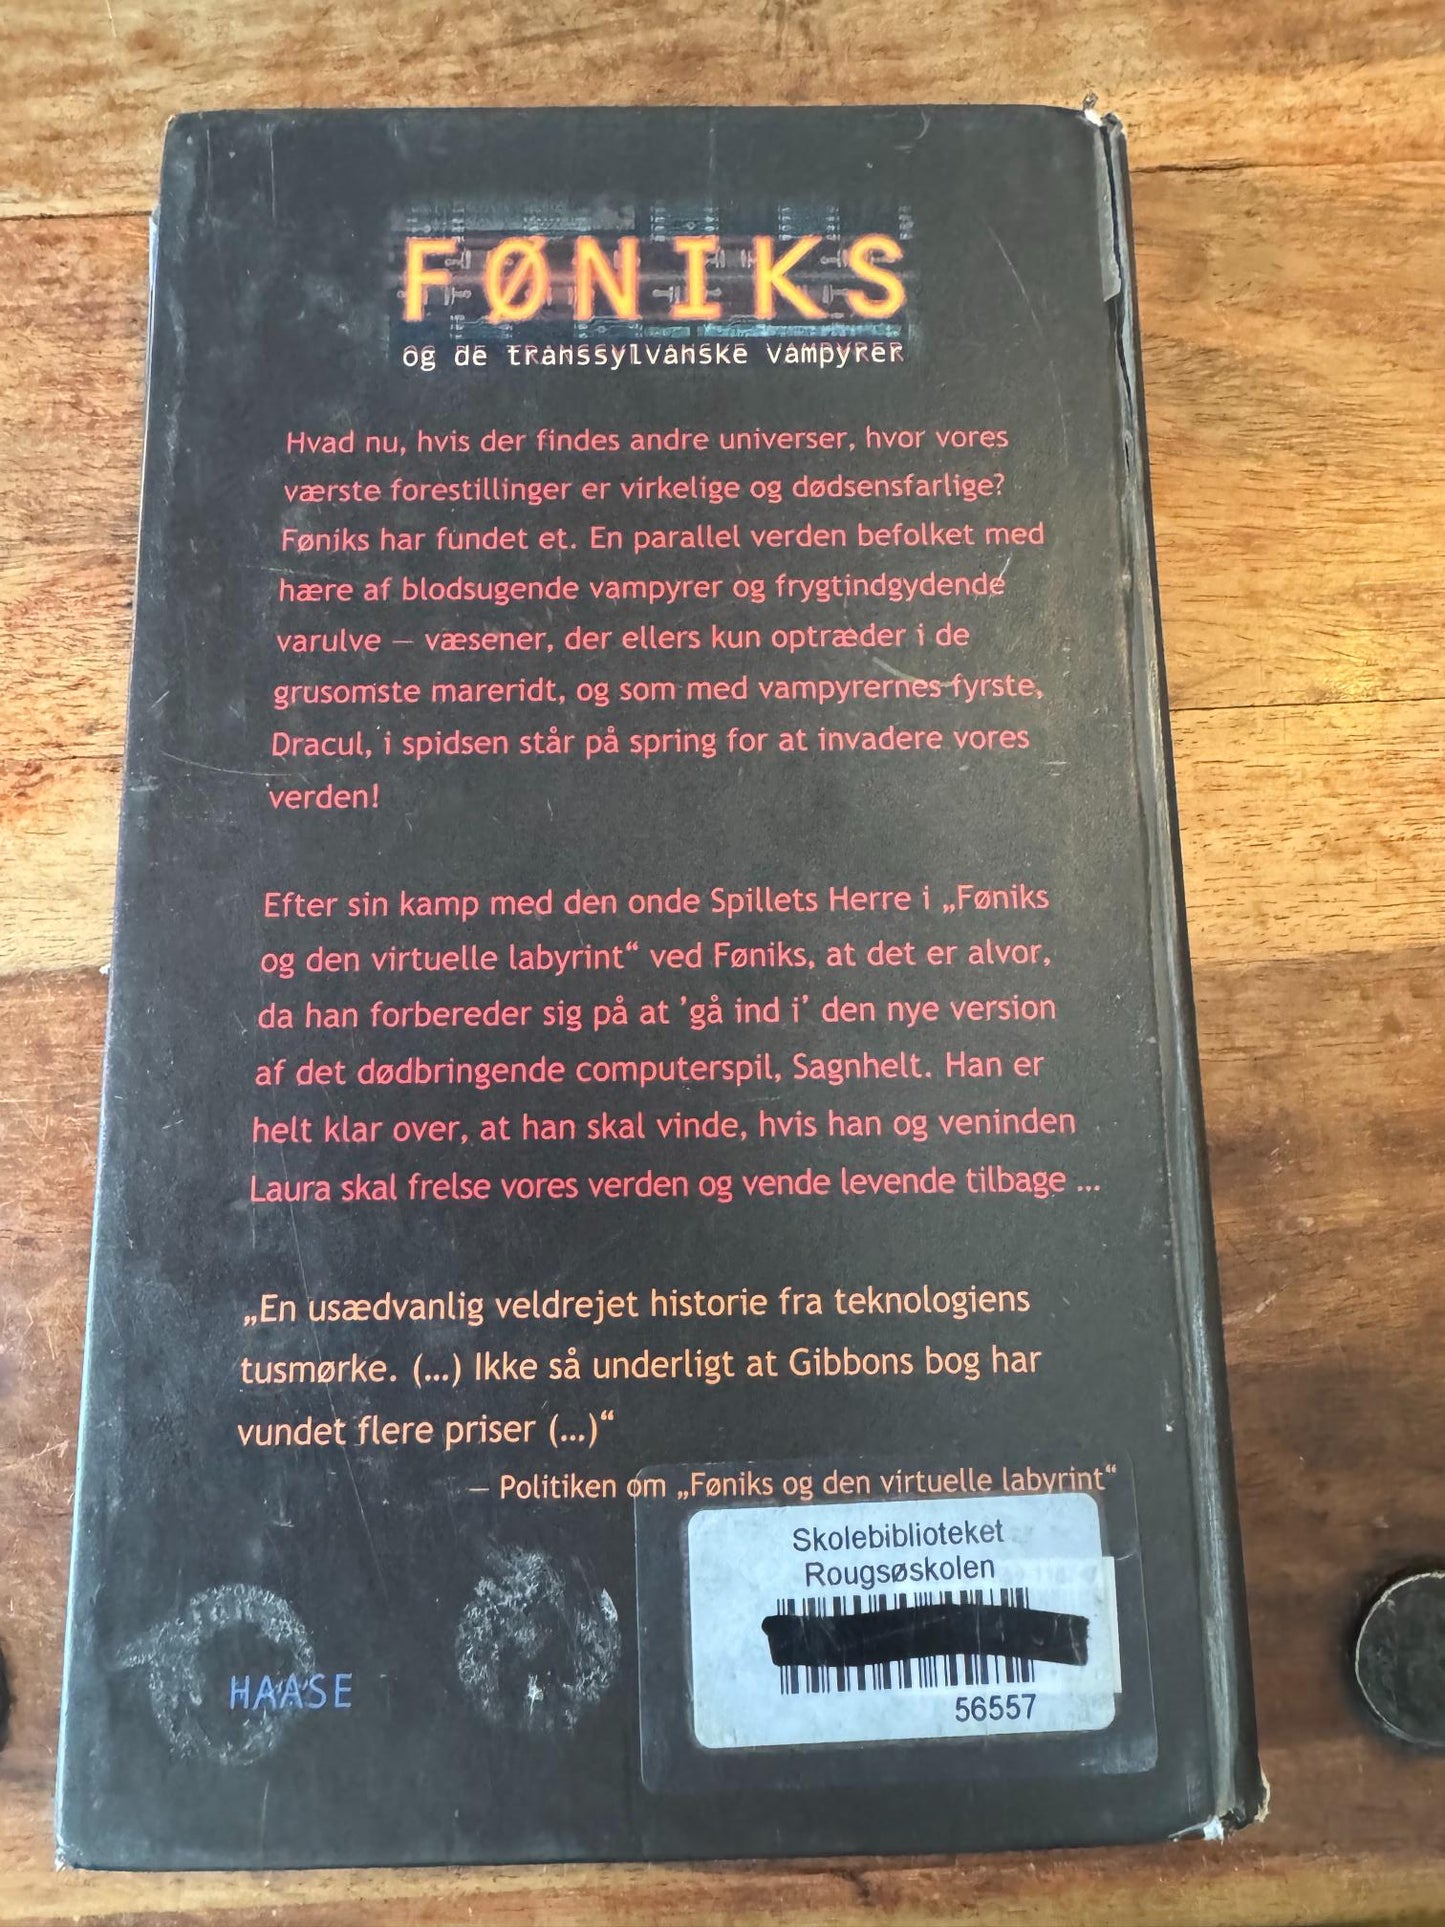 FØNIKS
og de transsylvanske vampyrer
Hvad nu, hvis der findes andre universer, hvor vores
værste forestillinger er virkelige og dødsensfarlige?
Føniks har fundet et. En parallel verden befolket med
hære af blodsugende vampyrer og frygtindgydende
varulve – væsener, der ellers kun optræder i de
grusomste mareridt, og som med vampyrernes fyrste,
Dracul, i spidsen står på spring for at invadere vores
verden!
Efter sin kamp med den onde Spillets Herre i „Føniks
og den virtuelle labyrint“ ved Føniks, at det er alvor,
da han forbereder sig på at ’gå ind i’ den nye version
af det dødbringende computerspil, Sagnhelt. Han er
helt klar over, at han skal vinde, hvis han og veninden
Laura skal frelse vores verden og vende levende tilbage ...
„En usædvanlig veldrejet historie fra teknologiens
tusmørke. (...) Ikke så underligt at Gibbons bog har
vundet flere priser (...)“
– Politiken om „Føniks og den virtuelle labyrint“
Skolebiblioteket
Rougsøskolen
56557
HAASE